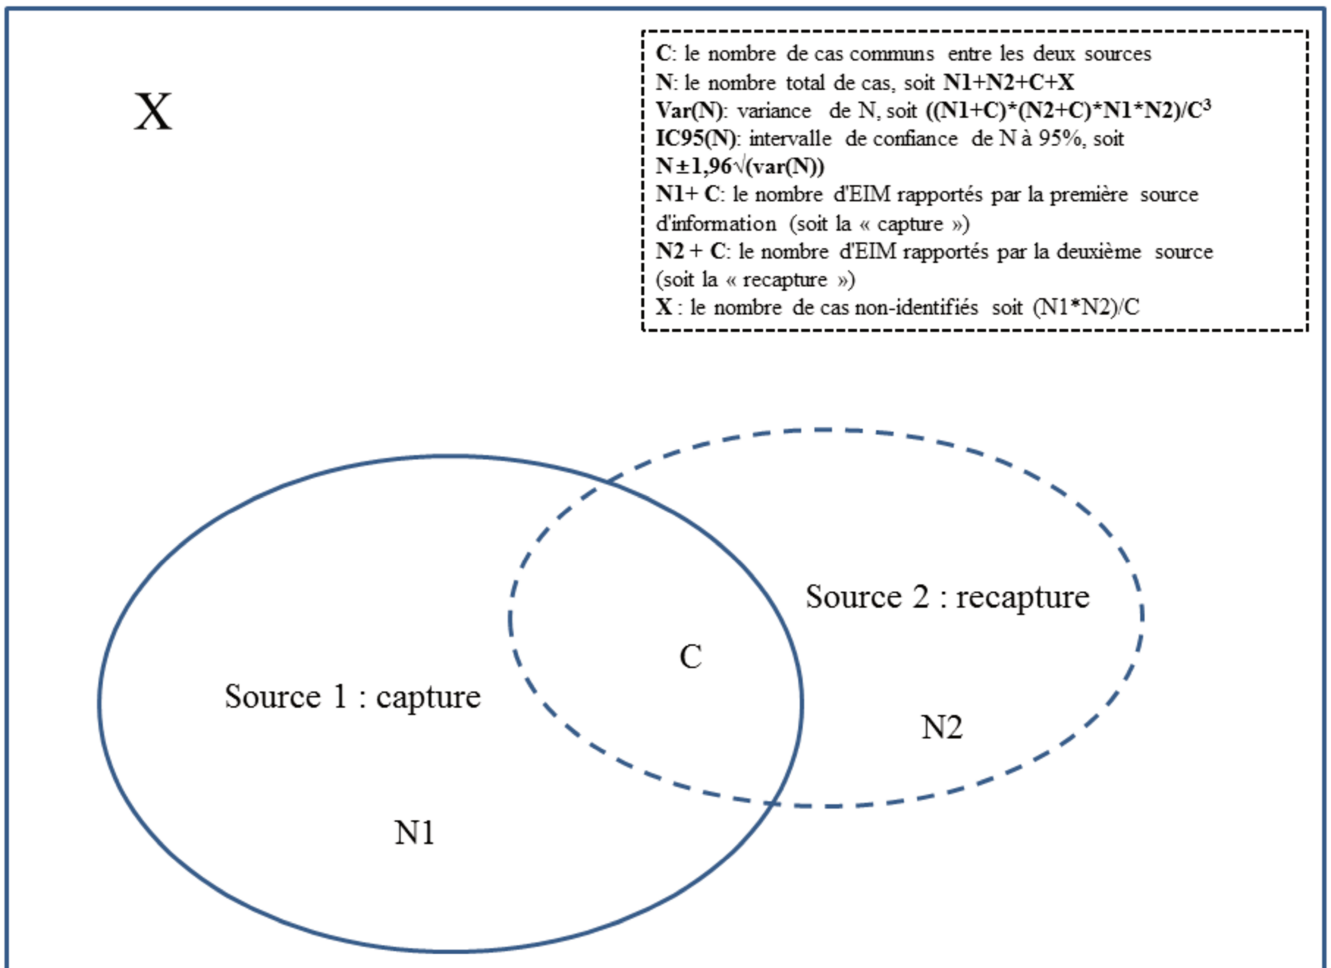 X
C: le nombre de cas communs entre les deux sources
N: le nombre total de cas, soit N1+N2+C+X
Var(N): variance de N, soit ((N1+C)*(N2+C)*N1*N2)/C³
IC95(N): intervalle de confiance de N à 95%, soit
N±1,96√(var(N))
N1+ C: le nombre d'EIM rapportés par la première source
d'information (soit la « capture »)
N2 + C: le nombre d'EIM rapportés par la deuxième source
(soit la « recapture »)
X : le nombre de cas non-identifiés soit (N1*N2)/C
Source 2 : recapture
C
Source 1 : capture
N2
N1